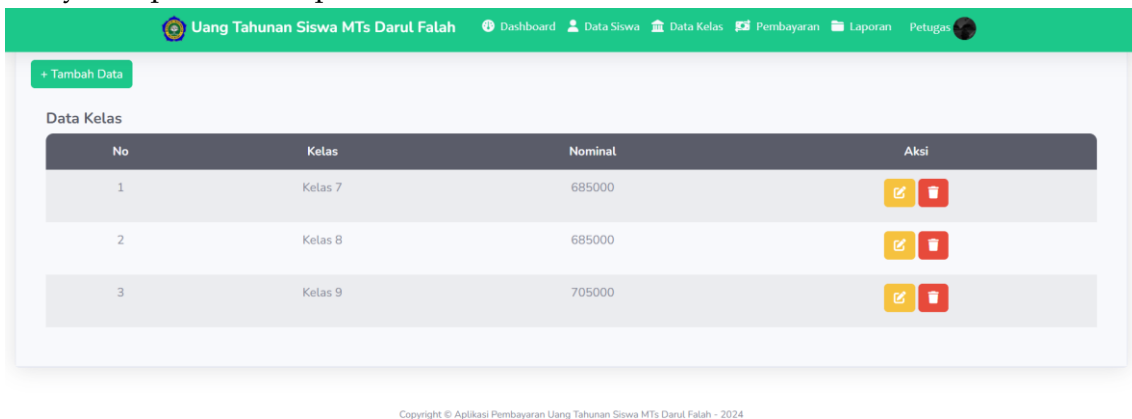 Uang Tahunan Siswa MTs Darul Falah Dashboard Data Siswa Data Kelas Pembayaran Laporan Petugas
+ Tambah Data
Data Kelas
No Kelas Nominal Aksi
1 Kelas 7 685000
2 Kelas 8 685000
3 Kelas 9 705000
Copyright © Aplikasi Pembayaran Uang Tahunan Siswa MTs Darul Falah - 2024